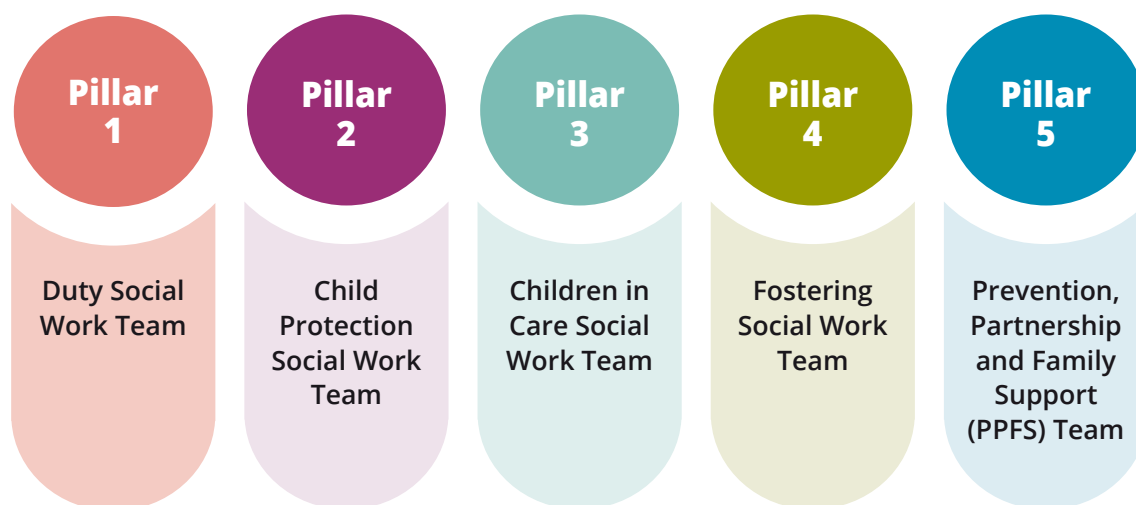 Pillar
1
Duty Social
Work Team
Pillar
2
Child
Protection
Social Work
Team
Pillar
3
Children in
Care Social
Work Team
Pillar
4
Fostering
Social Work
Team
Pillar
5
Prevention,
Partnership
and Family
Support
(PPFS) Team